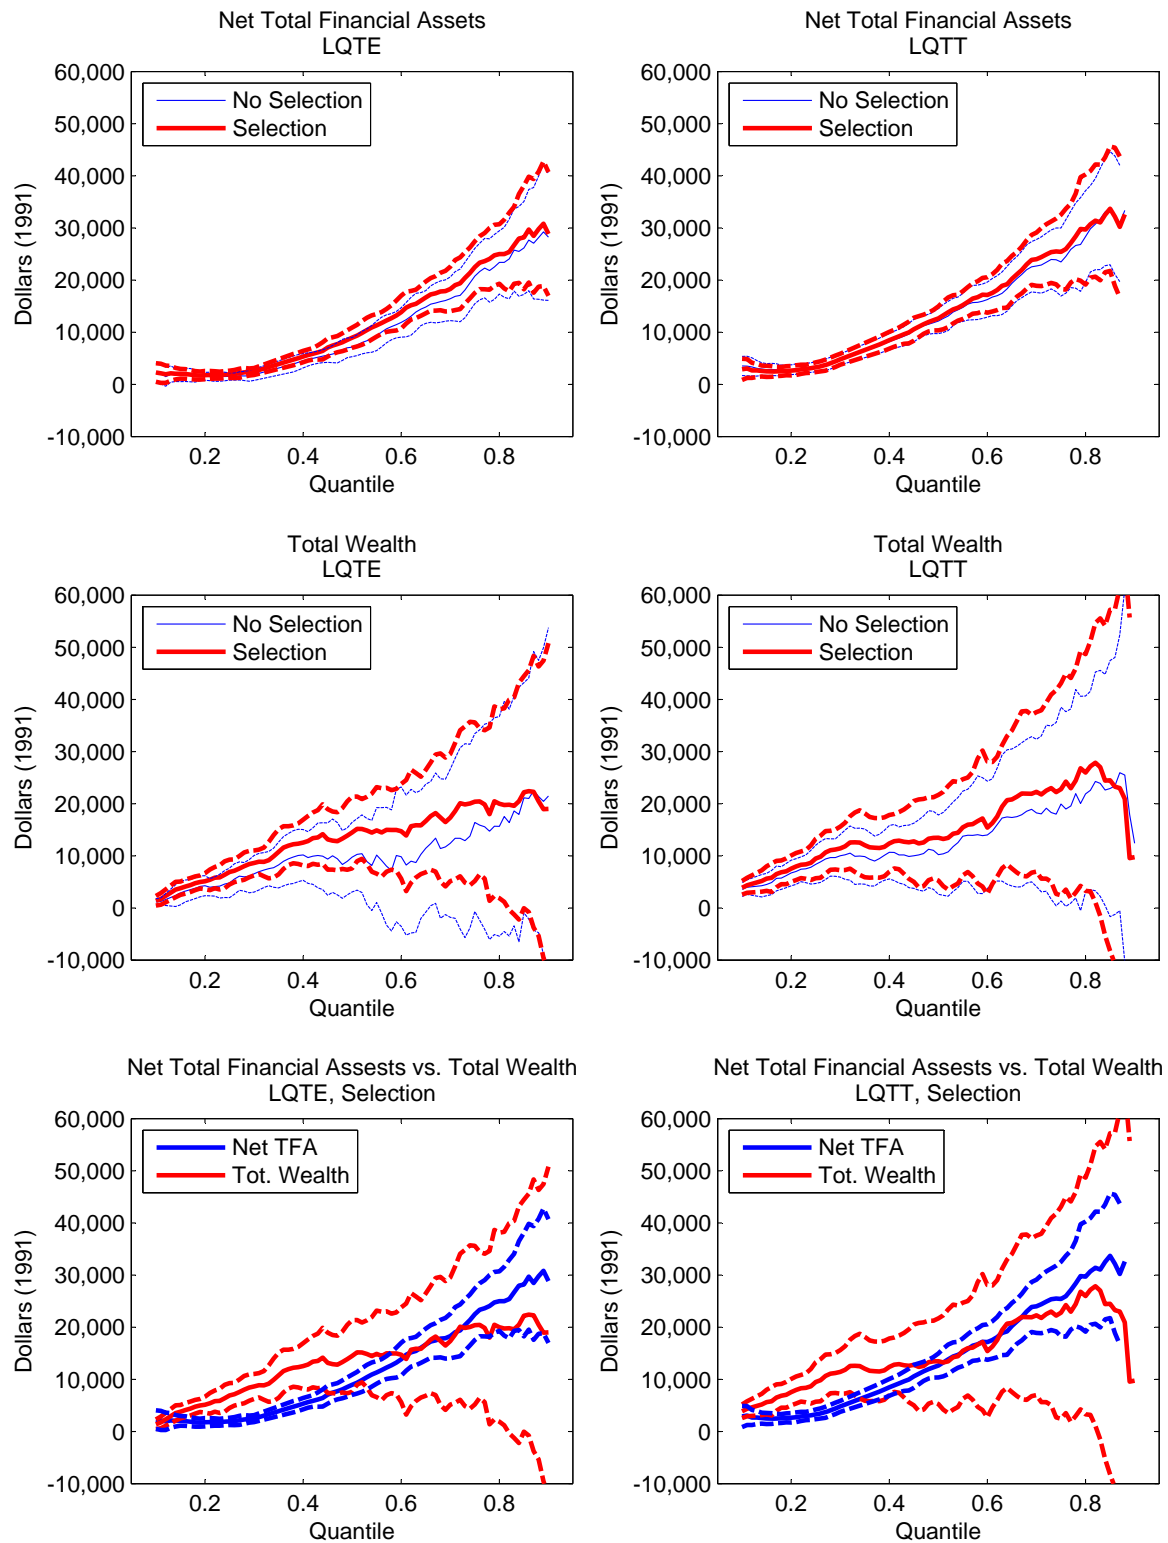 Net Total Financial Assets
LQTE
60,000
50,000
40,000
30,000
20,000
10,000
0
-10,000
Dollars (1991)
No Selection
Selection
0.2 0.4 0.6 0.8
Quantile
Net Total Financial Assets
LQTT
60,000
50,000
40,000
30,000
20,000
10,000
0
-10,000
Dollars (1991)
No Selection
Selection
0.2 0.4 0.6 0.8
Quantile
Total Wealth
LQTE
60,000
50,000
40,000
30,000
20,000
10,000
0
-10,000
Dollars (1991)
No Selection
Selection
0.2 0.4 0.6 0.8
Quantile
Total Wealth
LQTT
60,000
50,000
40,000
30,000
20,000
10,000
0
-10,000
Dollars (1991)
No Selection
Selection
0.2 0.4 0.6 0.8
Quantile
Net Total Financial Assests vs. Total Wealth
LQTE, Selection
60,000
50,000
40,000
30,000
20,000
10,000
0
-10,000
Dollars (1991)
Net TFA
Tot. Wealth
0.2 0.4 0.6 0.8
Quantile
Net Total Financial Assests vs. Total Wealth
LQTT, Selection
60,000
50,000
40,000
30,000
20,000
10,000
0
-10,000
Dollars (1991)
Net TFA
Tot. Wealth
0.2 0.4 0.6 0.8
Quantile